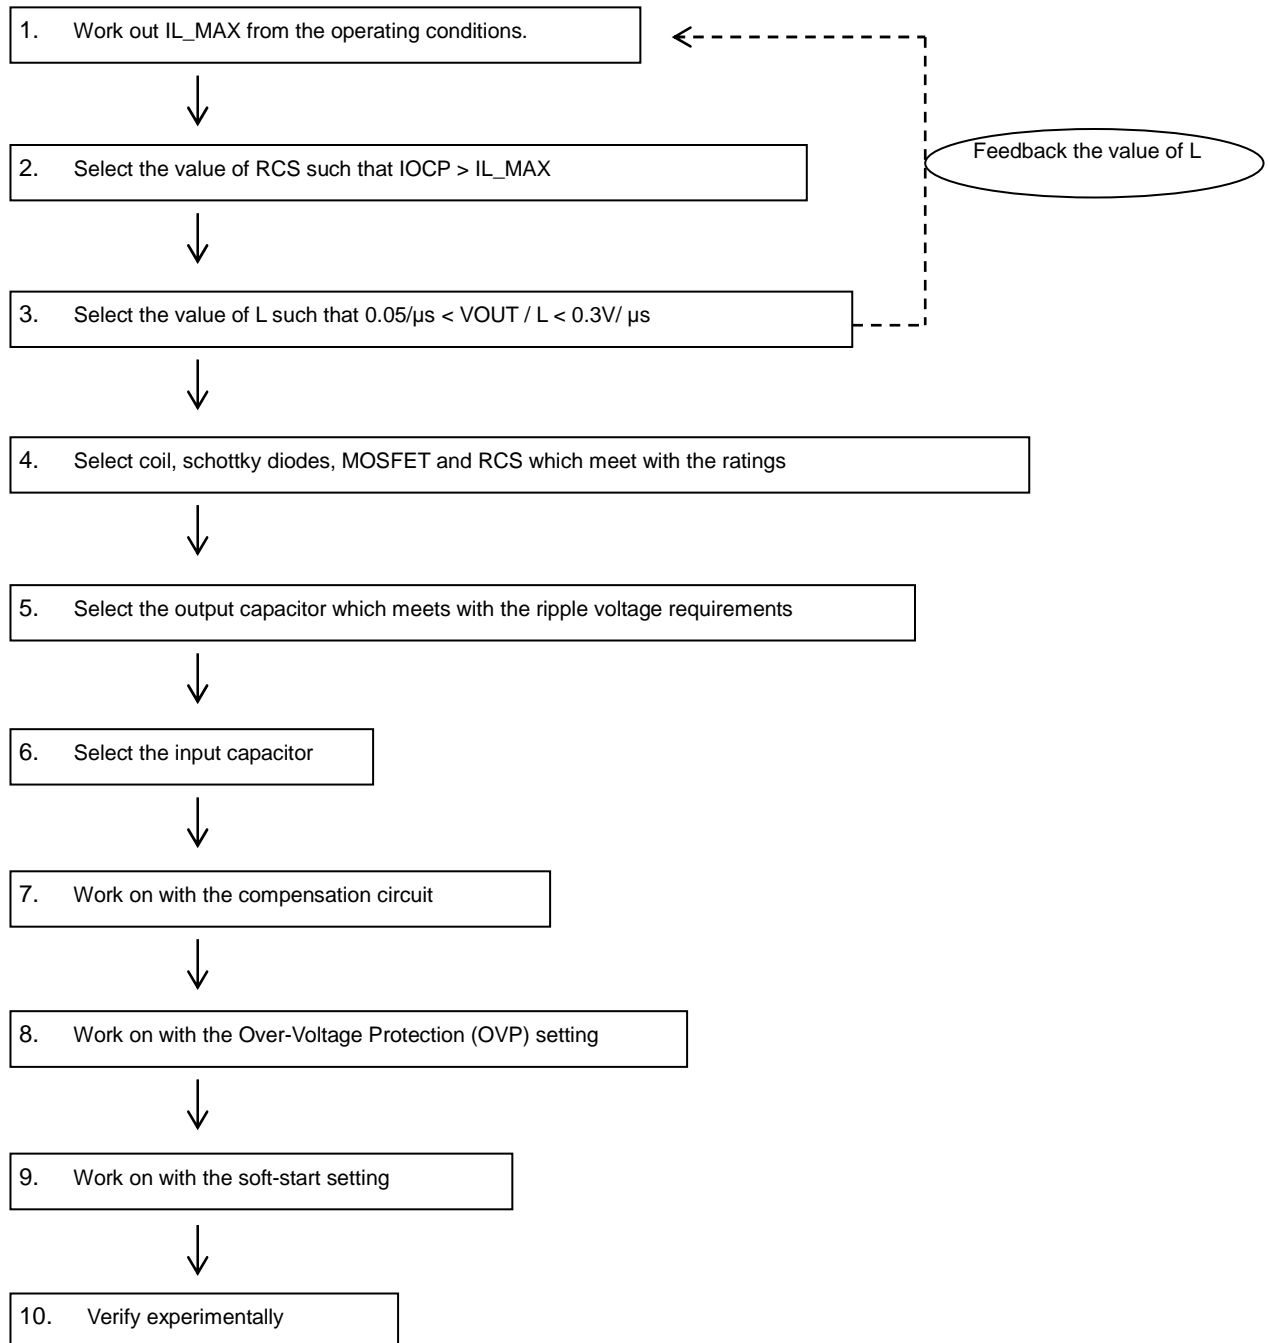 1. Work out IL_MAX from the operating conditions.
2. Select the value of RCS such that IOCP > IL_MAX
Feedback the value of L
3. Select the value of L such that 0.05/µs < VOUT / L < 0.3V/ µs
4. Select coil, schottky diodes, MOSFET and RCS which meet with the ratings
5. Select the output capacitor which meets with the ripple voltage requirements
6. Select the input capacitor
7. Work on with the compensation circuit
8. Work on with the Over-Voltage Protection (OVP) setting
9. Work on with the soft-start setting
10. Verify experimentally